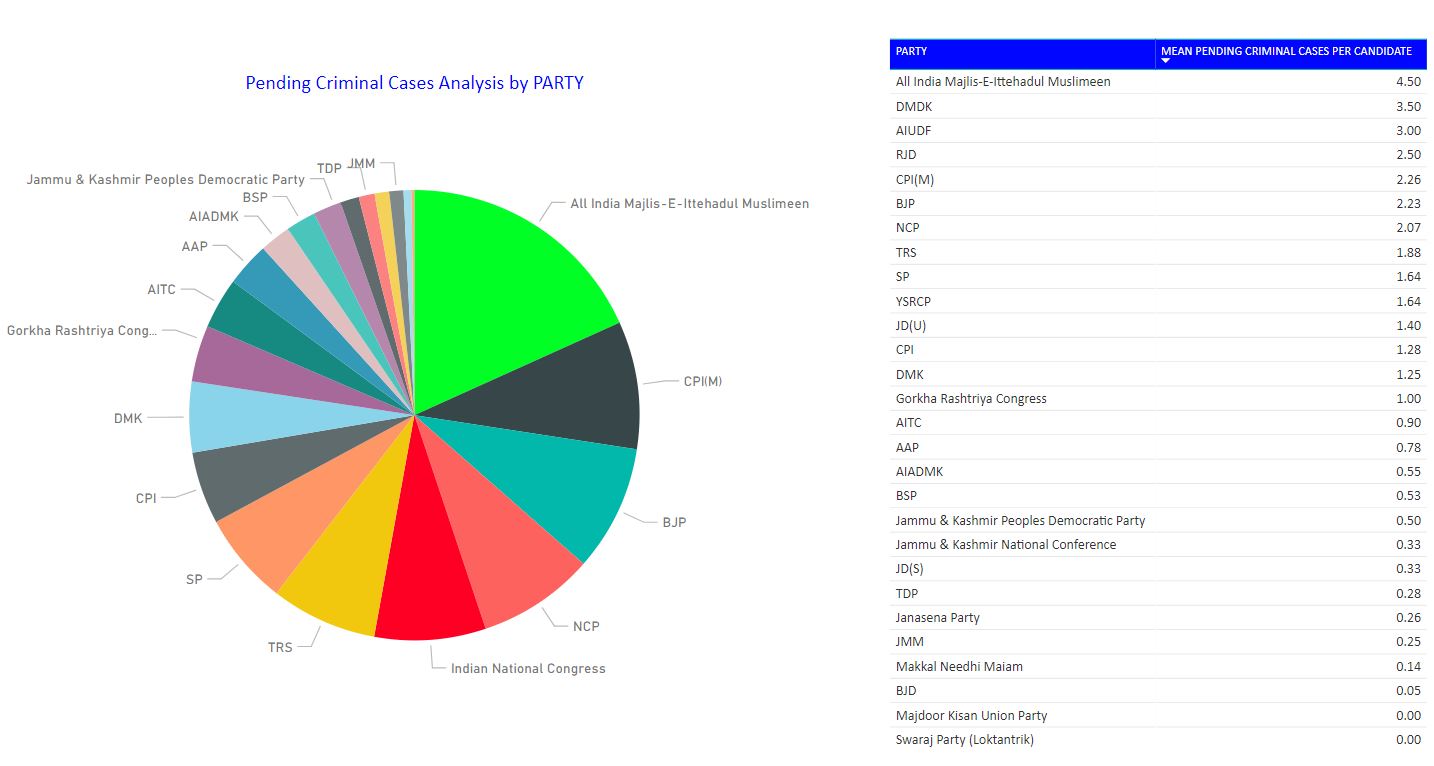 Pending Criminal Cases Analysis by PARTY
JMM
TDP
Jammu & Kashmir Peoples Democratic Party
BSP
AIADMK
AAP
AITC
Gorkha Rashtriya Cong...
DMK
CPI
SP
TRS
Indian National Congress
NCP
BJP
CPI(M)
All India Majlis-E-Ittehadul Muslimeen
PARTY MEAN PENDING CRIMINAL CASES PER CANDIDATE
All India Majlis-E-Ittehadul Muslimeen 4.50
DMDK 3.50
AIUDF 3.00
RJD 2.50
CPI(M) 2.26
BJP 2.23
NCP 2.07
TRS 1.88
SP 1.64
YSRCP 1.64
JD(U) 1.40
CPI 1.28
DMK 1.25
Gorkha Rashtriya Congress 1.00
AITC 0.90
AAP 0.78
AIADMK 0.55
BSP 0.53
Jammu & Kashmir Peoples Democratic Party 0.50
Jammu & Kashmir National Conference 0.33
JD(S) 0.33
TDP 0.28
Janasena Party 0.26
JMM 0.25
Makkal Needhi Maiam 0.14
BJD 0.05
Majdoor Kisan Union Party 0.00
Swaraj Party (Loktantrik) 0.00